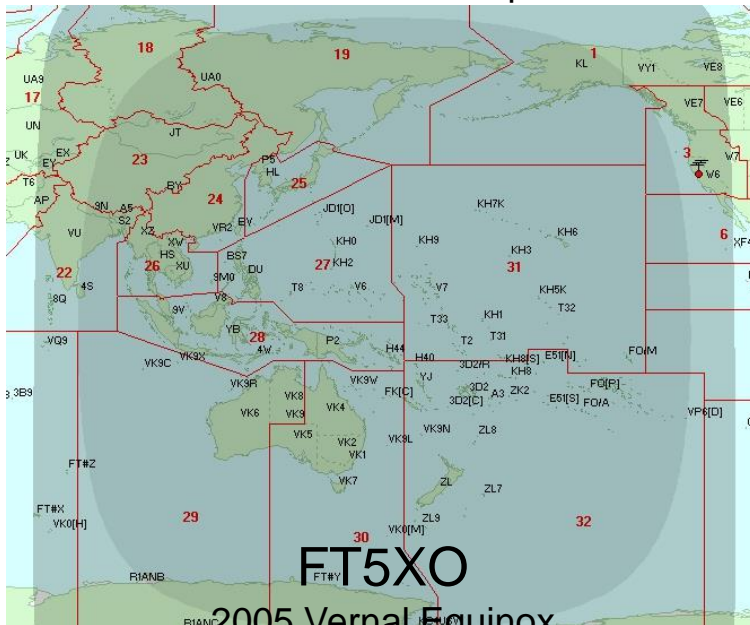 18
19
1
KL
VY1
VE8
UA9
UA0
17
VE7
VE6
UN
JT
3
W7
UK
EX
EY
23
P5
HL
25
W6
T6
BY
24
AP
9N
A5
S2
XZ
VR2
BV
JD1[O]
JD1[M]
KH7K
VU
XW
KH0
KH9
KH6
6
XF4
HS
BS7
KH3
22
26
XU
9M0
DU
27
KH2
31
4S
T8
V6
V7
KH5K
8Q
V8
T32
9V
T33
KH1
VQ9
YB
28
T2
T31
4W
P2
H44
H40
KH8[S]
E51[N]
FO/M
VK9C
VK9X
3D2/R
KH8
VK9R
VK9W
YJ
3B9
VK8
FK[C]
3D2
A3
ZK2
FO[P]
VK6
VK9
VK4
3D2[C]
E51[S]
FO/A
VP6[D]
VK5
VK2
VK9L
VK9N
ZL8
VK1
FT#Z
VK7
ZL
ZL7
FT#X
VK0[H]
29
30
VK0[M]
ZL9
32
R1ANB
FT#Y
FT5XO
R1ANC
2005 Vernal Equinox